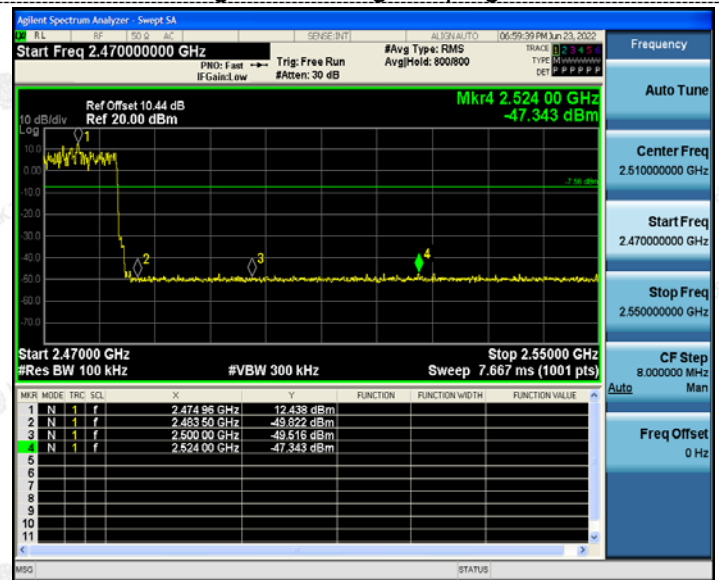 Agilent Spectrum Analyzer - Swept SA
RL RF 50 Ω AC SENSE:INT ALIGN AUTO 06:59:39 PM Jun 23, 2022
Start Freq 2.470000000 GHz
PNO: Fast
IFGain:Low
Trig: Free Run
#Atten: 30 dB
#Avg Type: RMS
Avg|Hold: 800/800
TRACE 1 2 3 4 5 6
TYPE M W W W W W
DET P P P P P P
Frequency
Auto Tune
Center Freq
2.510000000 GHz
Start Freq
2.470000000 GHz
Stop Freq
2.550000000 GHz
CF Step
8.000000 MHz
Auto Man
Freq Offset
0 Hz
Mkr4 2.524 00 GHz
-47.343 dBm
Ref Offset 10.44 dB
10 dB/div Ref 20.00 dBm
Log
10.0
0.00
-10.0
-20.0
-30.0
-40.0
-50.0
-60.0
-70.0
1
2
3
4
-7.56 dBm
Start 2.47000 GHz Stop 2.55000 GHz
#Res BW 100 kHz #VBW 300 kHz Sweep 7.667 ms (1001 pts)
MKR MODE TRC SCL X Y FUNCTION FUNCTION WIDTH FUNCTION VALUE
1 N 1 f 2.474 96 GHz 12.438 dBm
2 N 1 f 2.483 50 GHz -49.822 dBm
3 N 1 f 2.500 00 GHz -49.516 dBm
4 N 1 f 2.524 00 GHz -47.343 dBm
5
6
7
8
9
10
11
MSG STATUS